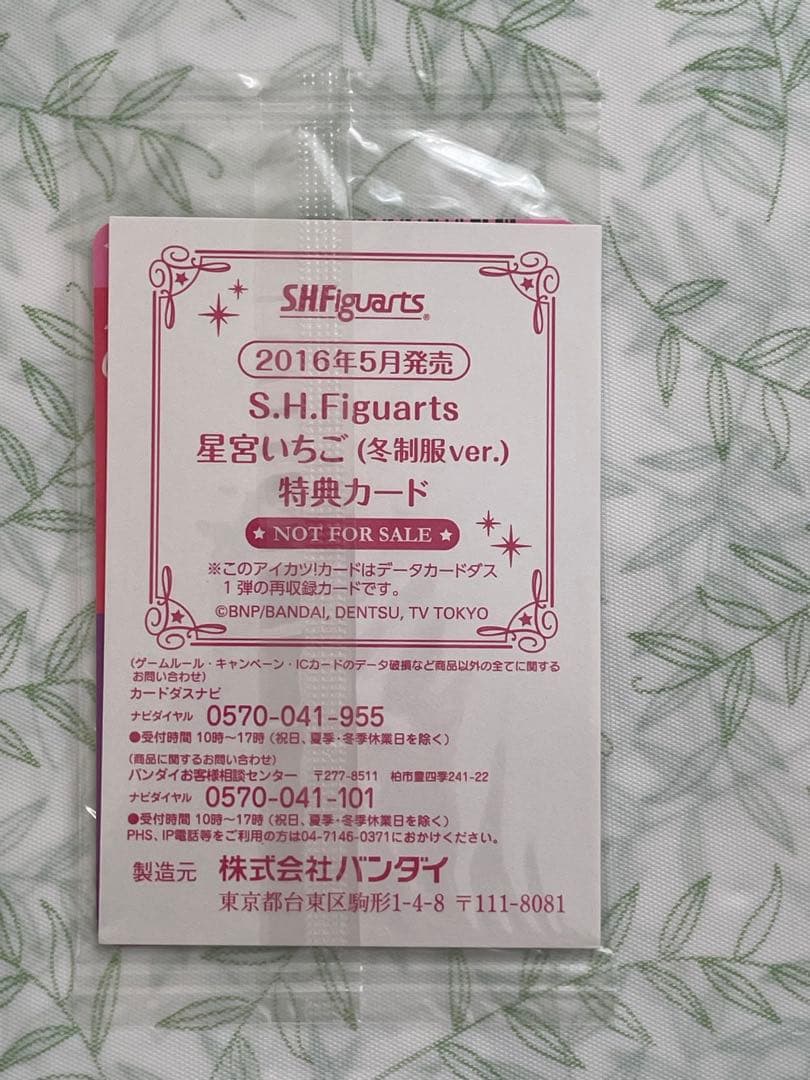 S.H.Figuarts®
2016年5月発売
S.H.Figuarts
星宮いちご (冬制服ver.)
特典カード
★ NOT FOR SALE ★
※このアイカツ!カードはデータカードダス
1弾の再収録カードです。
©BNP/BANDAI, DENTSU, TV TOKYO
(ゲームルール・キャンペーン・ICカードのデータ破損など商品以外の全てに関する
お問い合わせ)
カードダスナビ
ナビダイヤル 0570-041-955
●受付時間 10時〜17時 (祝日、夏季・冬季休業日を除く)
(商品に関するお問い合わせ)
バンダイお客様相談センター 〒277-8511 柏市豊四季241-22
ナビダイヤル 0570-041-101
●受付時間 10時〜17時 (祝日、夏季・冬季休業日を除く)
PHS、IP電話等をご利用の方は04-7146-0371におかけください。
製造元 株式会社バンダイ
東京都台東区駒形1-4-8 〒111-8081